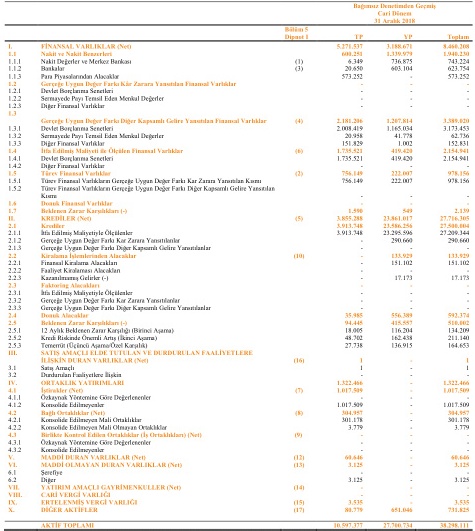 Bağımsız Denetimden Geçmiş
Cari Dönem
31 Aralık 2018
Bölüm 5
Dipnot I TP YP Toplam
I. FİNANSAL VARLIKLAR (Net) 5.271.537 3.188.671 8.460.208
1.1 Nakit ve Nakit Benzerleri 600.251 1.339.979 1.940.230
1.1.1 Nakit Değerler ve Merkez Bankası (1) 6.349 736.875 743.224
1.1.2 Bankalar (3) 20.650 603.104 623.754
1.1.3 Para Piyasalarından Alacaklar 573.252 - 573.252
1.2 Gerçeğe Uygun Değer Farkı Kâr Zarara Yansıtılan Finansal Varlıklar - - -
1.2.1 Devlet Borçlanma Senetleri - - -
1.2.2 Sermayede Payı Temsil Eden Menkul Değerler - - -
1.2.3 Diğer Finansal Varlıklar - - -
1.3
Gerçeğe Uygun Değer Farkı Diğer Kapsamlı Gelire Yansıtılan Finansal Varlıklar (4) 2.181.206 1.207.814 3.389.020
1.3.1 Devlet Borçlanma Senetleri 2.008.419 1.165.034 3.173.453
1.3.2 Sermayede Payı Temsil Eden Menkul Değerler 20.958 41.778 62.736
1.3.3 Diğer Finansal Varlıklar 151.829 1.002 152.831
1.4 İtfa Edilmiş Maliyeti ile Ölçülen Finansal Varlıklar (6) 1.735.521 419.420 2.154.941
1.4.1 Devlet Borçlanma Senetleri 1.735.521 419.420 2.154.941
1.4.2 Diğer Finansal Varlıklar - - -
1.5 Türev Finansal Varlıklar (2) 756.149 222.007 978.156
1.5.1 Türev Finansal Varlıkların Gerçeğe Uygun Değer Farkı Kar Zarara Yansıtılan Kısmı 756.149 222.007 978.156
1.5.2 Türev Finansal Varlıkların Gerçeğe Uygun Değer Farkı Diğer Kapsamlı Gelire Yansıtılan
Kısmı - - -
1.6 Donuk Finansal Varlıklar - - -
1.7 Beklenen Zarar Karşılıkları (-) 1.590 549 2.139
II. KREDİLER (Net) (5) 3.855.288 23.861.017 27.716.305
2.1 Krediler 3.913.748 23.586.256 27.500.004
2.1.1 İtfa Edilmiş Maliyetiyle Ölçülenler 3.913.748 23.295.596 27.209.344
2.1.2 Gerçeğe Uygun Değer Farkı Kar Zarara Yansıtılanlar - 290.660 290.660
2.1.3 Gerçeğe Uygun Değer Farkı Diğer Kapsamlı Gelire Yansıtılanlar - - -
2.2 Kiralama İşlemlerinden Alacaklar (10) - 133.929 133.929
2.2.1 Finansal Kiralama Alacakları - 151.102 151.102
2.2.2 Faaliyet Kiralaması Alacakları - - -
2.2.3 Kazanılmamış Gelirler (-) - 17.173 17.173
2.3 Factoring Alacakları - - -
2.3.1 İtfa Edilmiş Maliyetiyle Ölçülenler - - -
2.3.2 Gerçeğe Uygun Değer Farkı Kar Zarara Yansıtılanlar - - -
2.3.3 Gerçeğe Uygun Değer Farkı Diğer Kapsamlı Gelire Yansıtılanlar - - -
2.4 Donuk Alacaklar 35.985 556.389 592.374
2.5 Beklenen Zarar Karşılıkları (-) 94.445 415.557 510.002
2.5.1 12 Aylık Beklenen Zarar Karşılığı (Birinci Aşama) 18.005 116.204 134.209
2.5.2 Kredi Riskinde Önemli Artış (İkinci Aşama) 48.702 162.438 211.140
2.5.3 Temerrüt (Üçüncü Aşama/Özel Karşılık) 27.738 136.915 164.653
III. SATIŞ AMAÇLI ELDE TUTULAN VE DURDURULAN FAALİYETLERE
İLİŞKİN DURAN VARLIKLAR (Net) (16) 1 - 1
3.1 Satış Amaçlı 1 - 1
3.2 Durdurulan Faaliyetlere İlişkin - - -
IV. ORTAKLIK YATIRIMLARI 1.322.466 - 1.322.466
4.1 İştirakler (Net) (7) 1.017.509 - 1.017.509
4.1.1 Özkaynak Yöntemine Göre Değerlenenler - - -
4.1.2 Konsolide Edilmeyenler 1.017.509 - 1.017.509
4.2 Bağlı Ortaklıklar (Net) (8) 304.957 - 304.957
4.2.1 Konsolide Edilmeyen Mali Ortaklıklar 301.178 - 301.178
4.2.2 Konsolide Edilmeyen Mali Olmayan Ortaklıklar 3.779 - 3.779
4.3 Birlikte Kontrol Edilen Ortaklıklar (İş Ortaklıkları) (Net) (9) - - -
4.3.1 Özkaynak Yöntemine Göre Değerlenenler - - -
4.3.2 Konsolide Edilmeyenler - - -
V. MADDİ DURAN VARLIKLAR (Net) (12) 60.646 - 60.646
VI. MADDİ OLMAYAN DURAN VARLIKLAR (Net) (13) 3.125 - 3.125
6.1 Şerefiye - - -
6.2 Diğer 3.125 - 3.125
VII. YATIRIM AMAÇLI GAYRİMENKULLER (Net) (14) - - -
VIII. CARİ VERGİ VARLIĞI - - -
IX. ERTELENMİŞ VERGİ VARLIĞI (15) 3.535 - 3.535
X. DİĞER AKTİFLER (17) 80.779 651.046 731.825
AKTİF TOPLAMI 10.597.377 27.700.734 38.298.111